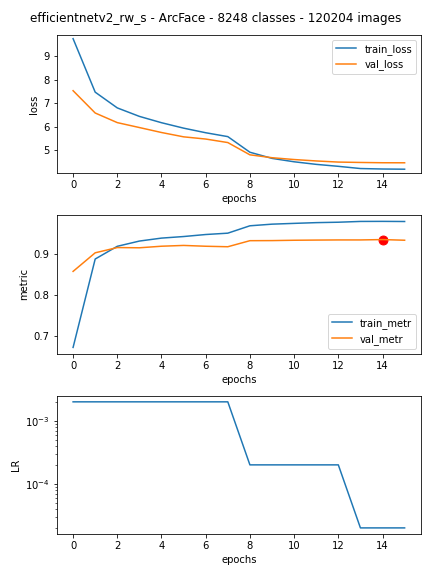 efficientnetv2_rw_s - ArcFace - 8248 classes - 120204 images
9
8
7
6
5
loss
train_loss
val_loss
0 2 4 6 8 10 12 14
epochs
0.9
0.8
0.7
metric
train_metr
val_metr
0 2 4 6 8 10 12 14
epochs
10⁻³
10⁻⁴
LR
0 2 4 6 8 10 12 14
epochs